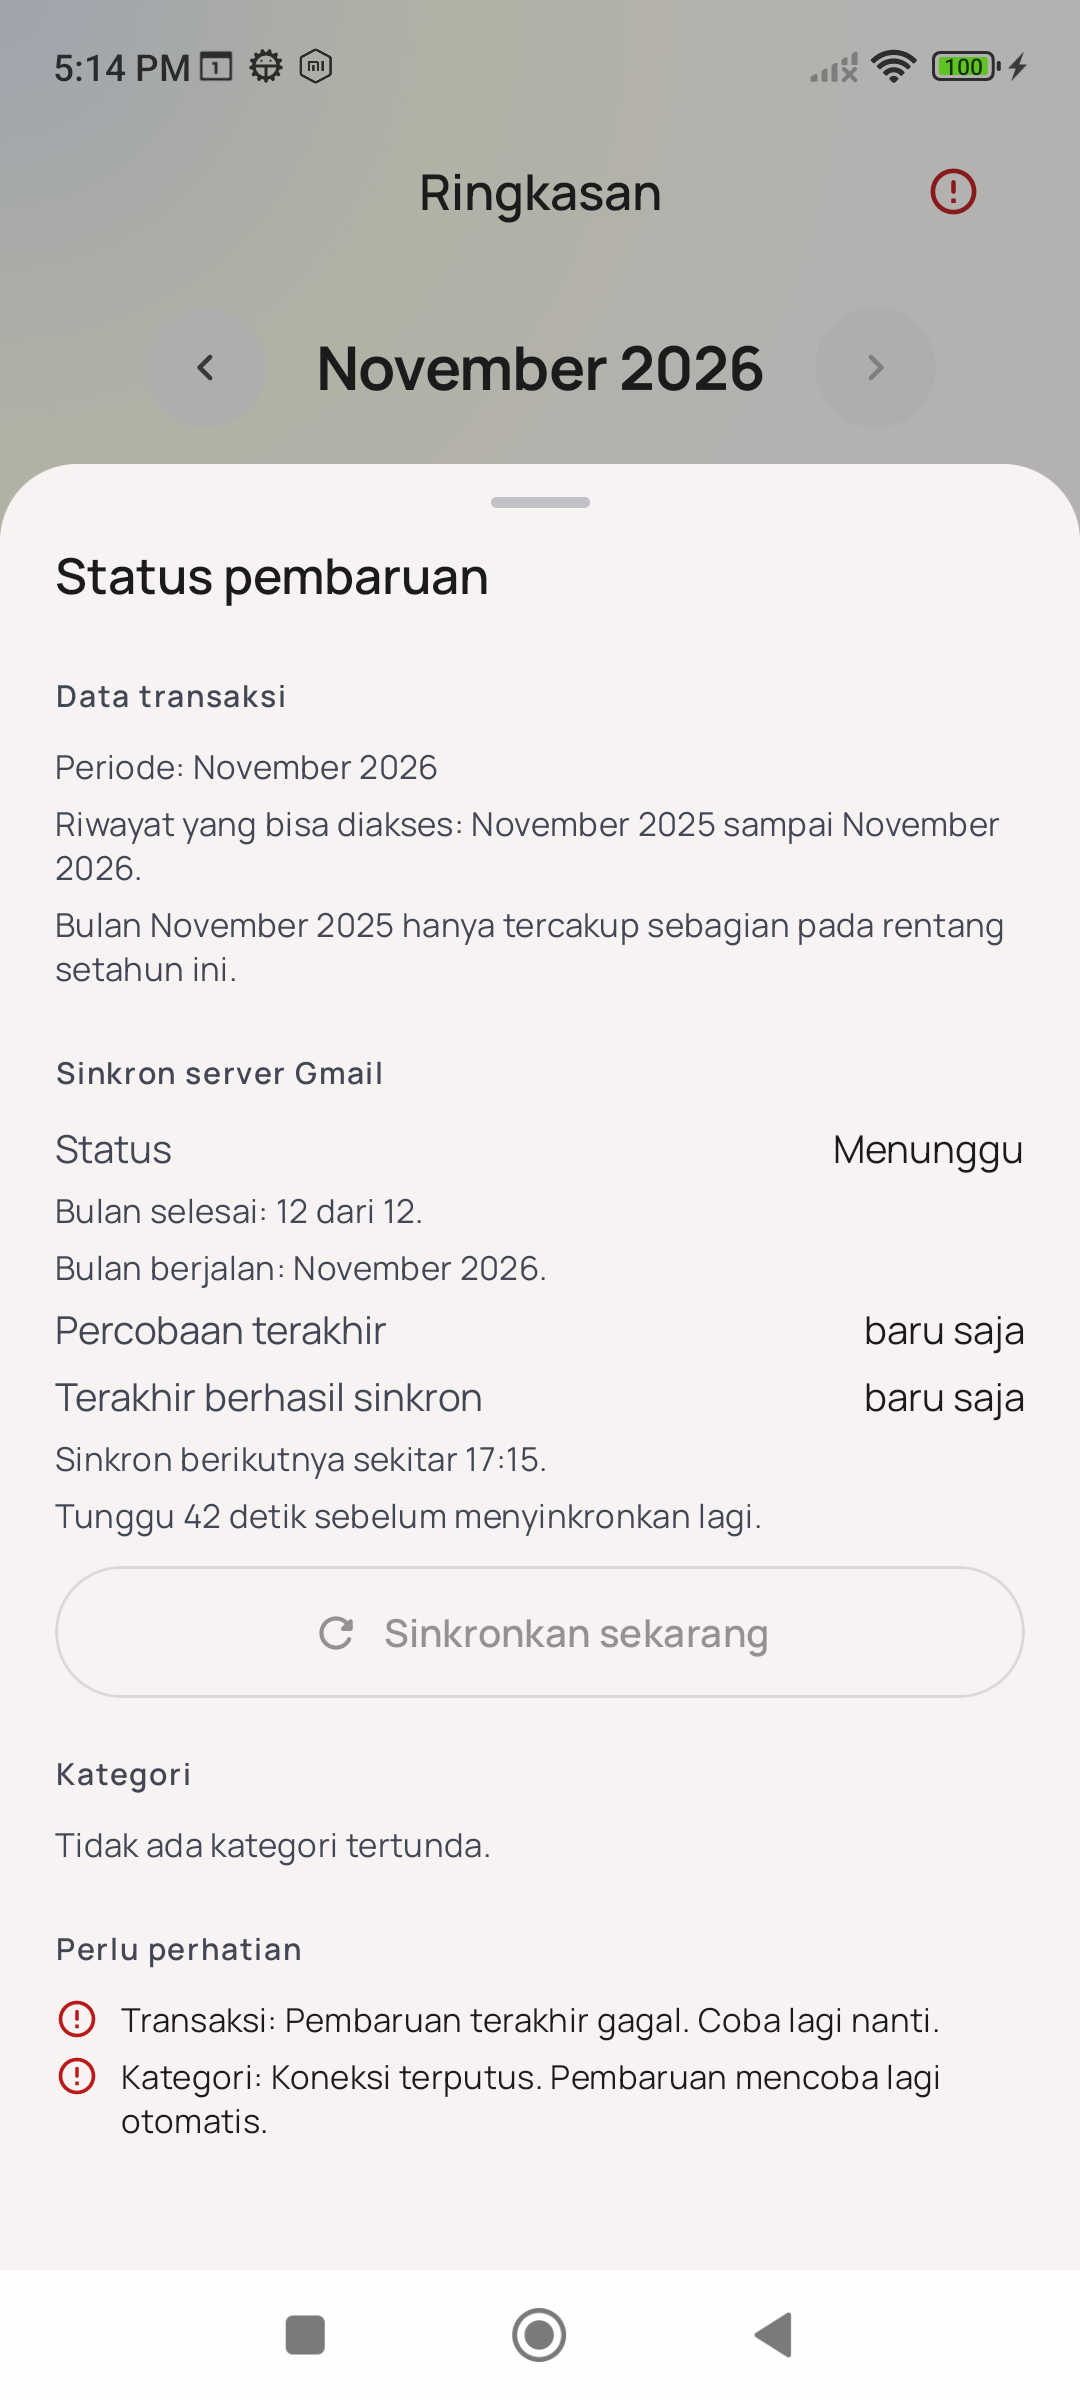 5:14 PM
100
Ringkasan
November 2026
Status pembaruan
Data transaksi
Periode: November 2026
Riwayat yang bisa diakses: November 2025 sampai November
2026.
Bulan November 2025 hanya tercakup sebagian pada rentang
setahun ini.
Sinkron server Gmail
Status Menunggu
Bulan selesai: 12 dari 12.
Bulan berjalan: November 2026.
Percobaan terakhir baru saja
Terakhir berhasil sinkron baru saja
Sinkron berikutnya sekitar 17:15.
Tunggu 42 detik sebelum menyinkronkan lagi.
Sinkronkan sekarang
Kategori
Tidak ada kategori tertunda.
Perlu perhatian
Transaksi: Pembaruan terakhir gagal. Coba lagi nanti.
Kategori: Koneksi terputus. Pembaruan mencoba lagi
otomatis.